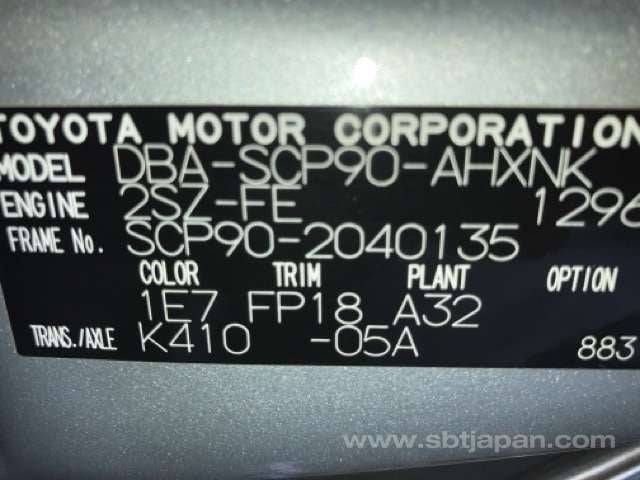 TOYOTA MOTOR CORPORATION
MODEL DBA-SCP90-AHXNK
ENGINE 2SZ-FE 1296
FRAME No. SCP90-2040135
COLOR TRIM PLANT OPTION
1E7 FP18 A32
TRANS./AXLE K410 -05A 883
www.sbtjapan.com